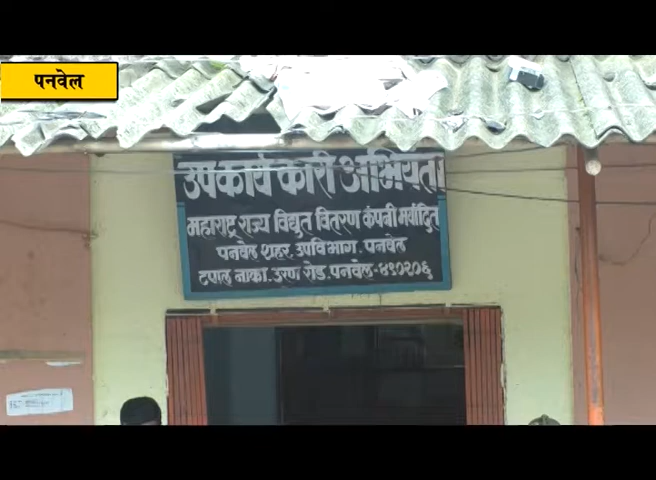 पनवेल
उपकार्यकारी अभियंता
महाराष्ट्र राज्य विद्युत वितरण कंपनी मर्यादित
पनवेल शहर उपविभाग. पनवेल
टपाल नाका. उरण रोड. पनवेल-४१०२०६